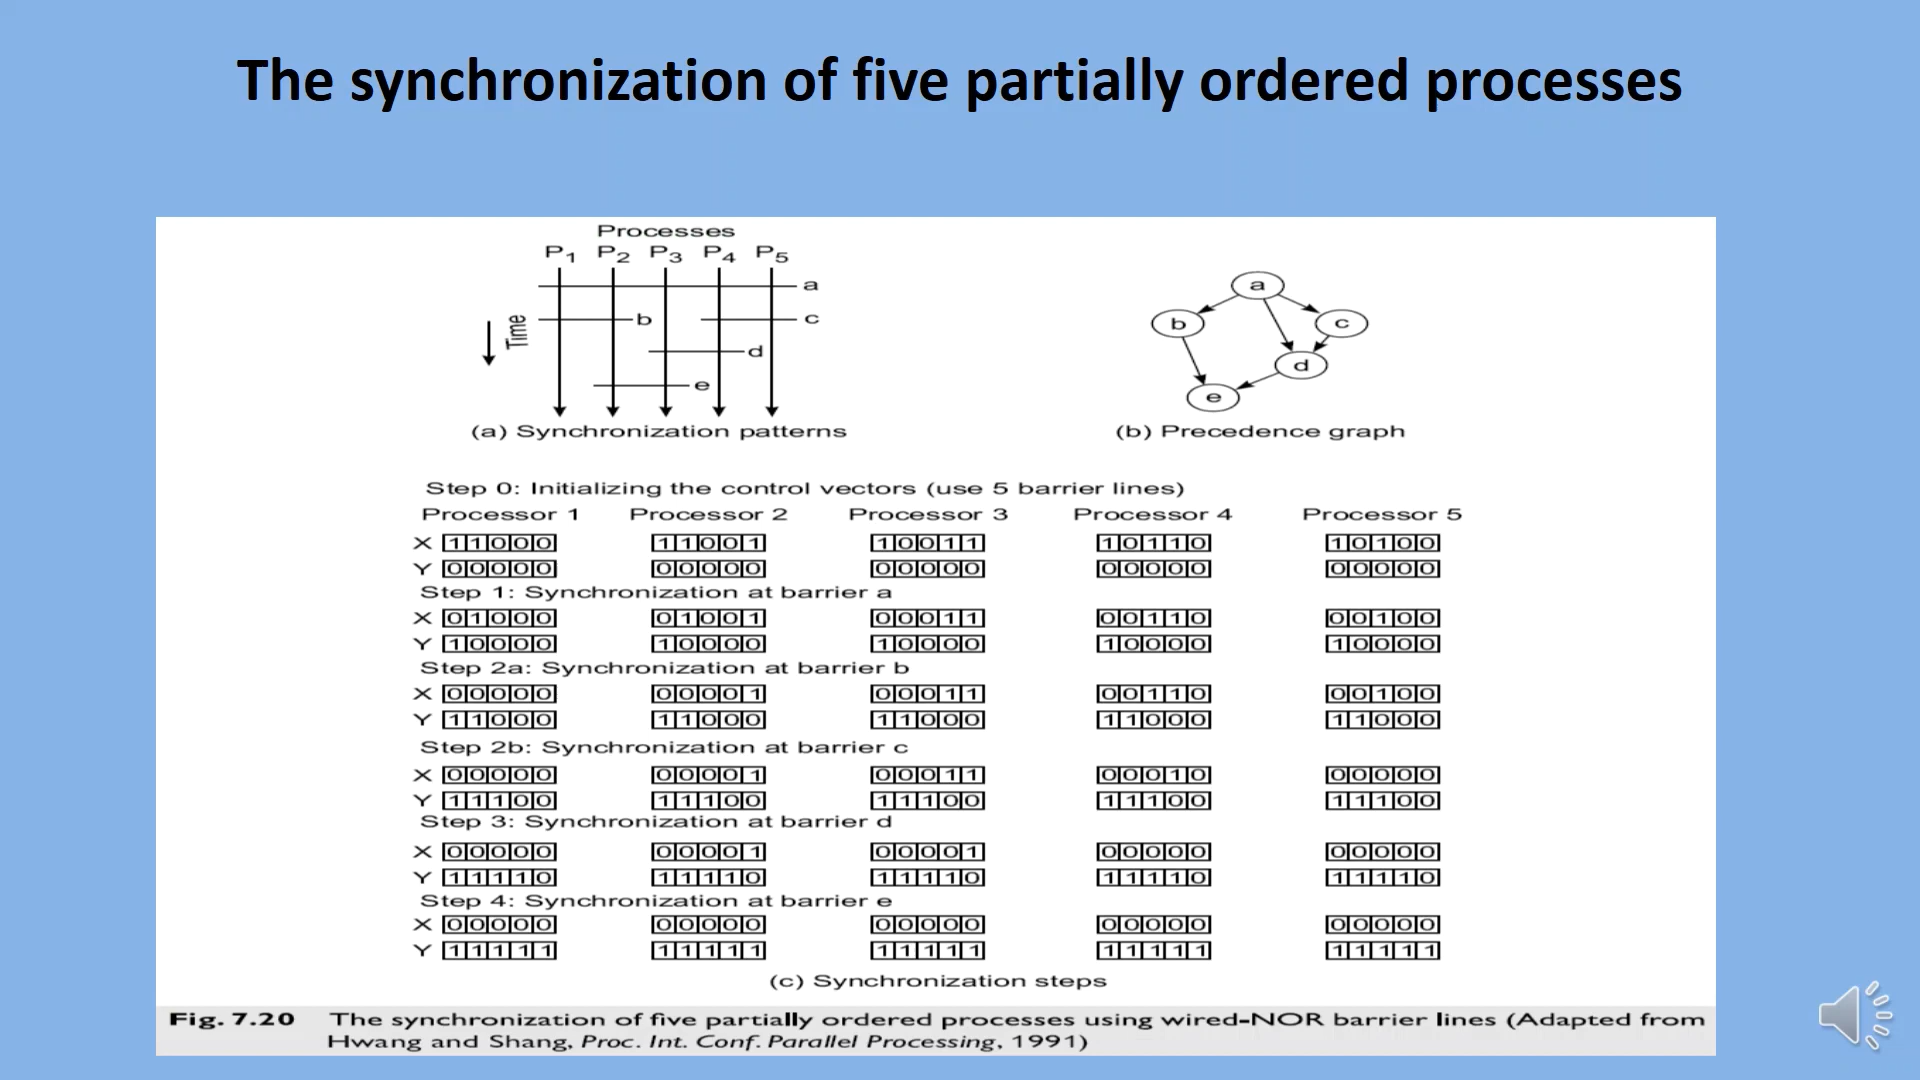 The synchronization of five partially ordered processes
Processes
P1 P2 P3 P4 P5
a
b c
d
e
Time
(a) Synchronization patterns
a
b c
d
e
(b) Precedence graph
Step 0: Initializing the control vectors (use 5 barrier lines)
Processor 1 Processor 2 Processor 3 Processor 4 Processor 5
X 11000 11001 10011 10110 10100
Y 00000 00000 00000 00000 00000
Step 1: Synchronization at barrier a
X 01000 01001 00011 00110 00100
Y 10000 10000 10000 10000 10000
Step 2a: Synchronization at barrier b
X 00000 00001 00011 00110 00100
Y 11000 11000 11000 11000 11000
Step 2b: Synchronization at barrier c
X 00000 00001 00011 00010 00000
Y 11100 11100 11100 11100 11100
Step 3: Synchronization at barrier d
X 00000 00001 00001 00000 00000
Y 11110 11110 11110 11110 11110
Step 4: Synchronization at barrier e
X 00000 00000 00000 00000 00000
Y 11111 11111 11111 11111 11111
(c) Synchronization steps
Fig. 7.20 The synchronization of five partially ordered processes using wired-NOR barrier lines (Adapted from
Hwang and Shang, Proc. Int. Conf. Parallel Processing, 1991)